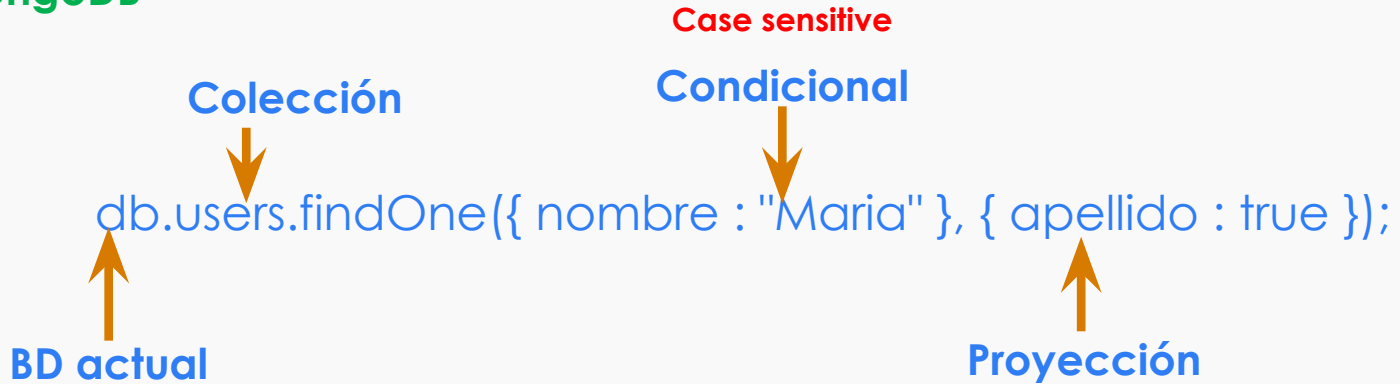 Case sensitive
Colección
Condicional
db.users.findOne({ nombre : "Maria" }, { apellido : true });
BD actual
Proyección